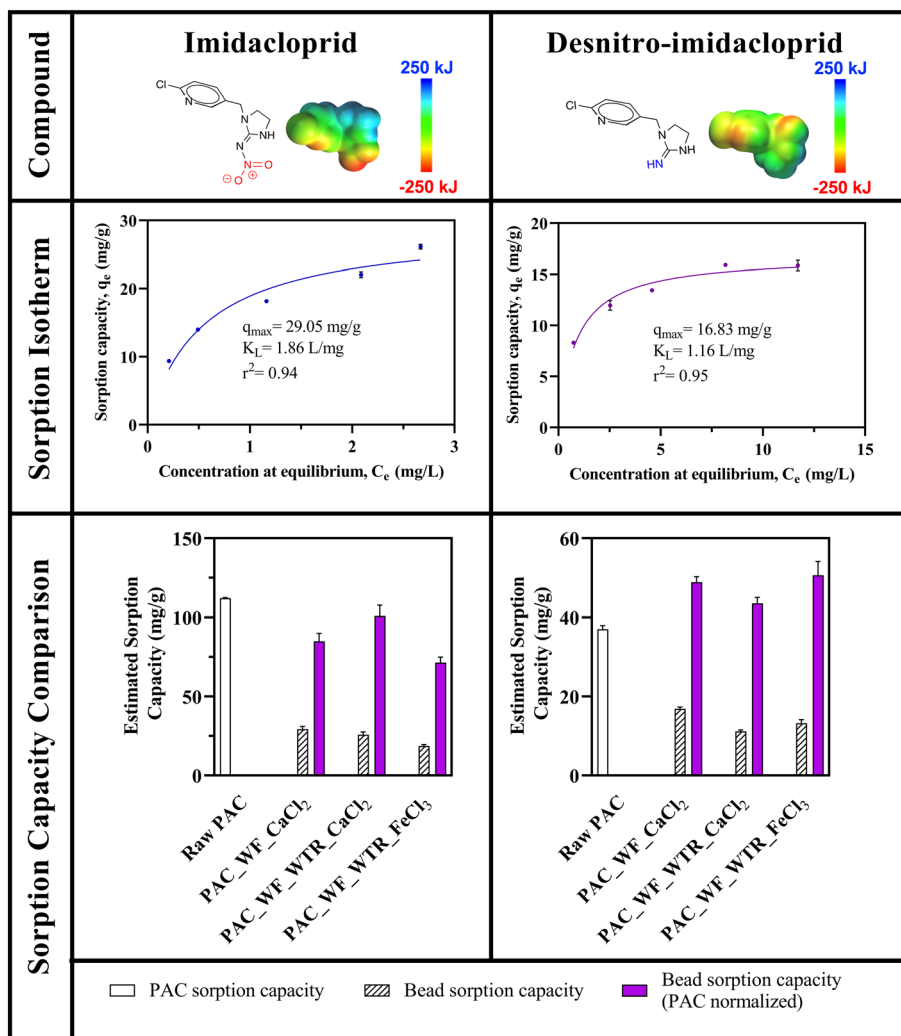 Compound
Imidacloprid
Cl
N
N
NH
N
N
⊕
O
O
⊖
250 kJ
-250 kJ
Desnitro-imidacloprid
Cl
N
N
NH
HN
250 kJ
-250 kJ
Sorption Isotherm
Sorption capacity, qe (mg/g)
30
20
10
0
qmax= 29.05 mg/g
KL= 1.86 L/mg
r2= 0.94
0 1 2 3
Concentration at equilibrium, Ce (mg/L)
Sorption capacity, qe (mg/g)
20
15
10
5
0
qmax = 16.83 mg/g
KL= 1.16 L/mg
r2= 0.95
0 5 10 15
Concentration at equilibrium, Ce (mg/L)
Sorption Capacity Comparison
Estimated Sorption
Capacity (mg/g)
150
100
50
0
Raw PAC
PAC_WF_CaCl2
PAC_WF_WTR_CaCl2
PAC_WF_WTR_FeCl3
Estimated Sorption
Capacity (mg/g)
60
40
20
0
Raw PAC
PAC_WF_CaCl2
PAC_WF_WTR_CaCl2
PAC_WF_WTR_FeCl3
PAC sorption capacity
Bead sorption capacity
Bead sorption capacity
(PAC normalized)